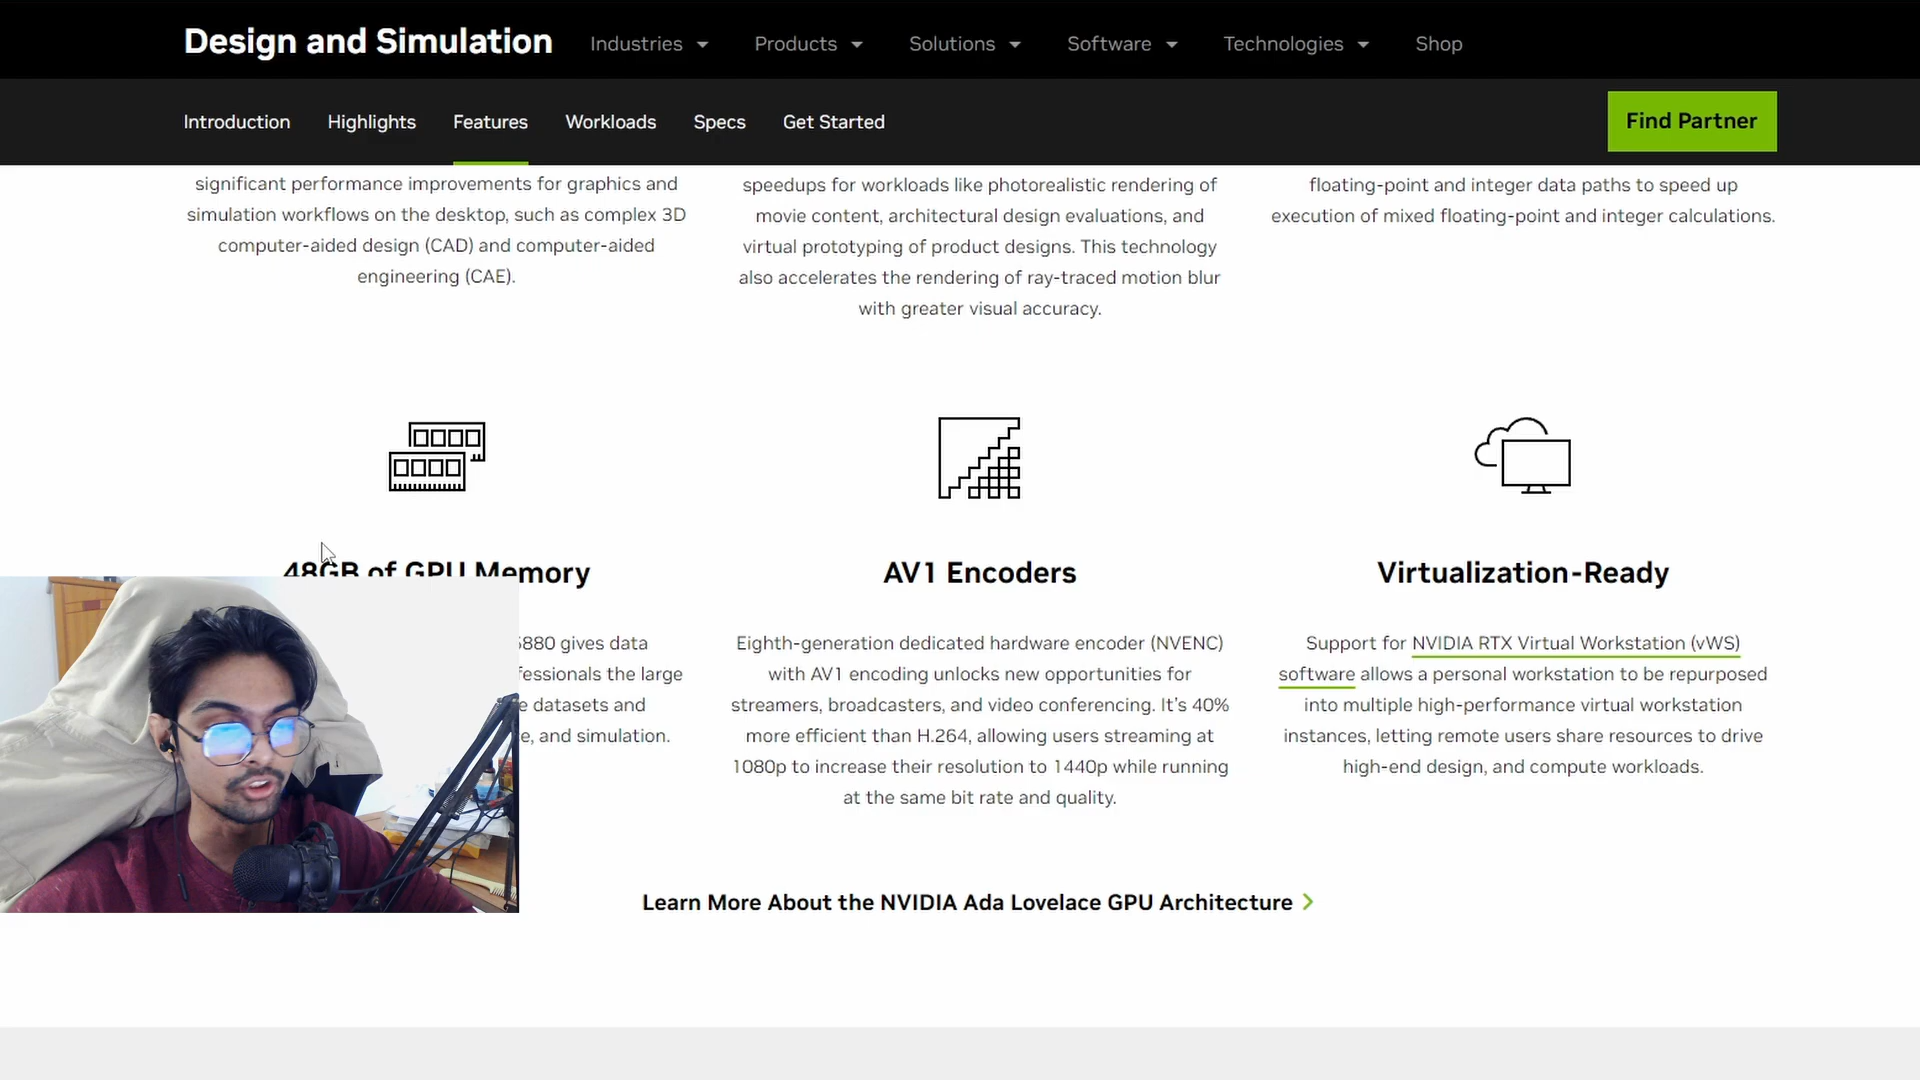 Design and Simulation Industries Products Solutions Software Technologies Shop
Introduction Highlights Features Workloads Specs Get Started Find Partner
significant performance improvements for graphics and
simulation workflows on the desktop, such as complex 3D
computer-aided design (CAD) and computer-aided
engineering (CAE).
speedups for workloads like photorealistic rendering of
movie content, architectural design evaluations, and
virtual prototyping of product designs. This technology
also accelerates the rendering of ray-traced motion blur
with greater visual accuracy.
floating-point and integer data paths to speed up
execution of mixed floating-point and integer calculations.
48GB of GPU Memory
5880 gives data
the large
datasets and
and simulation.
AV1 Encoders
Eighth-generation dedicated hardware encoder (NVENC)
with AV1 encoding unlocks new opportunities for
streamers, broadcasters, and video conferencing. It's 40%
more efficient than H.264, allowing users streaming at
1080p to increase their resolution to 1440p while running
at the same bit rate and quality.
Virtualization-Ready
Support for NVIDIA RTX Virtual Workstation (vWS)
software allows a personal workstation to be repurposed
into multiple high-performance virtual workstation
instances, letting remote users share resources to drive
high-end design, and compute workloads.
Learn More About the NVIDIA Ada Lovelace GPU Architecture